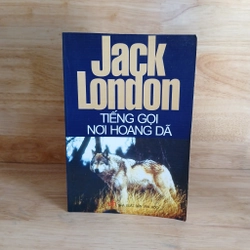 Jack
London
TIẾNG GỌI
NƠI HOANG DÃ